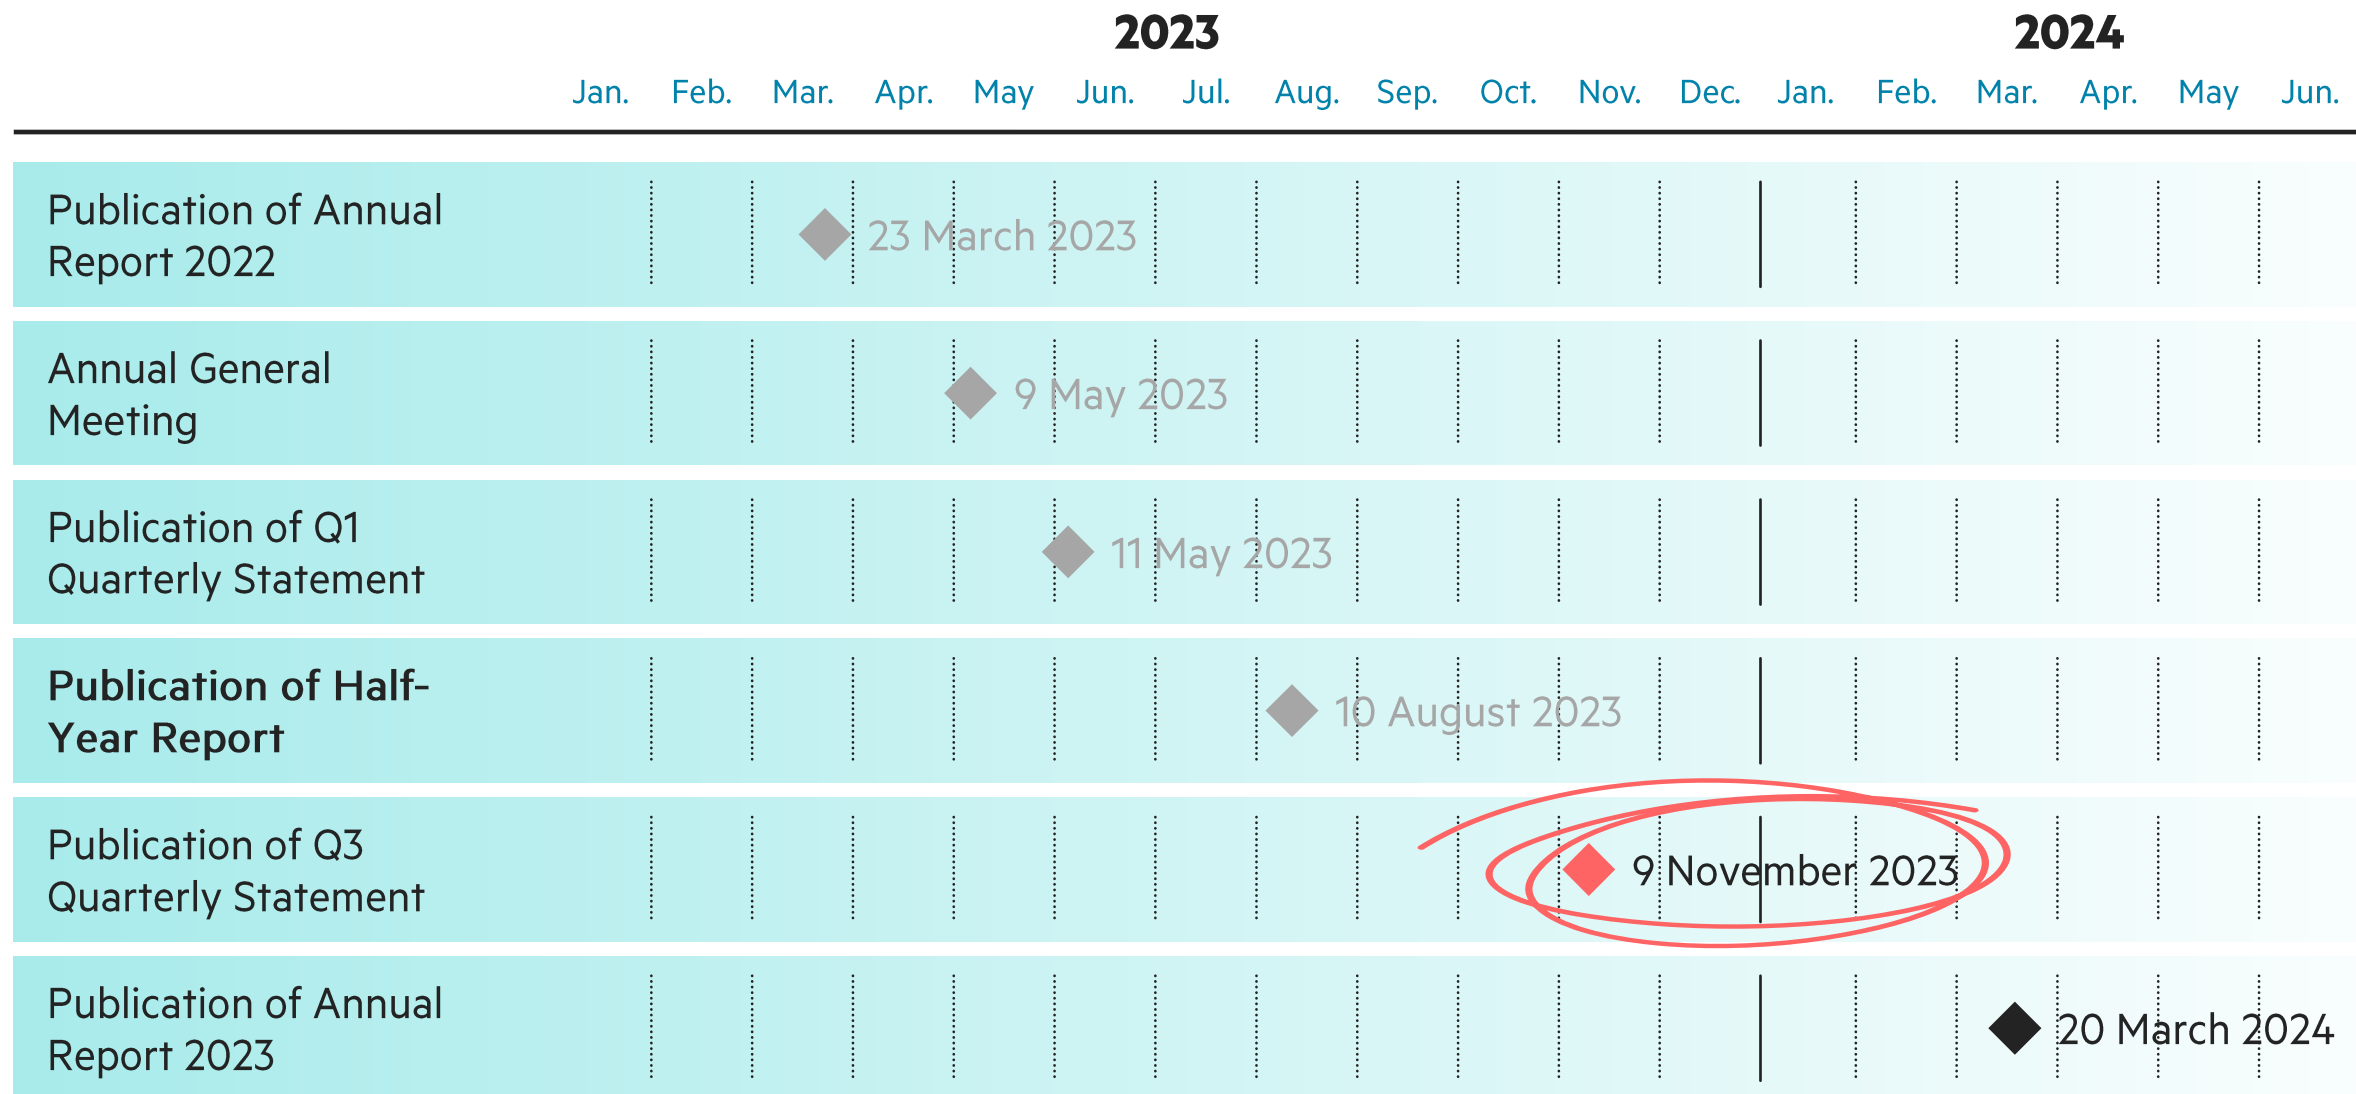 2023 2024
Jan. Feb. Mar. Apr. May Jun. Jul. Aug. Sep. Oct. Nov. Dec. Jan. Feb. Mar. Apr. May Jun.
Publication of Annual
Report 2022
23 March 2023
Annual General
Meeting
9 May 2023
Publication of Q1
Quarterly Statement
11 May 2023
Publication of Half-
Year Report
10 August 2023
Publication of Q3
Quarterly Statement
9 November 2023
Publication of Annual
Report 2023
20 March 2024